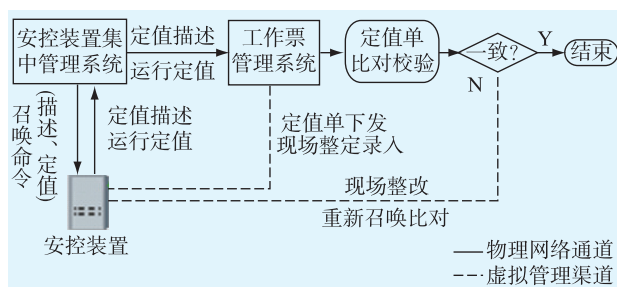 安控装置集
中管理系统
定值描述
运行定值
工作票
管理系统
定值单
比对校验
一致?
Y
结束
N
召唤命令
(描述、定值)
定值描述
运行定值
定值单下发
现场整定录入
现场整改
重新召唤比对
安控装置
物理网络通道
虚拟管理渠道